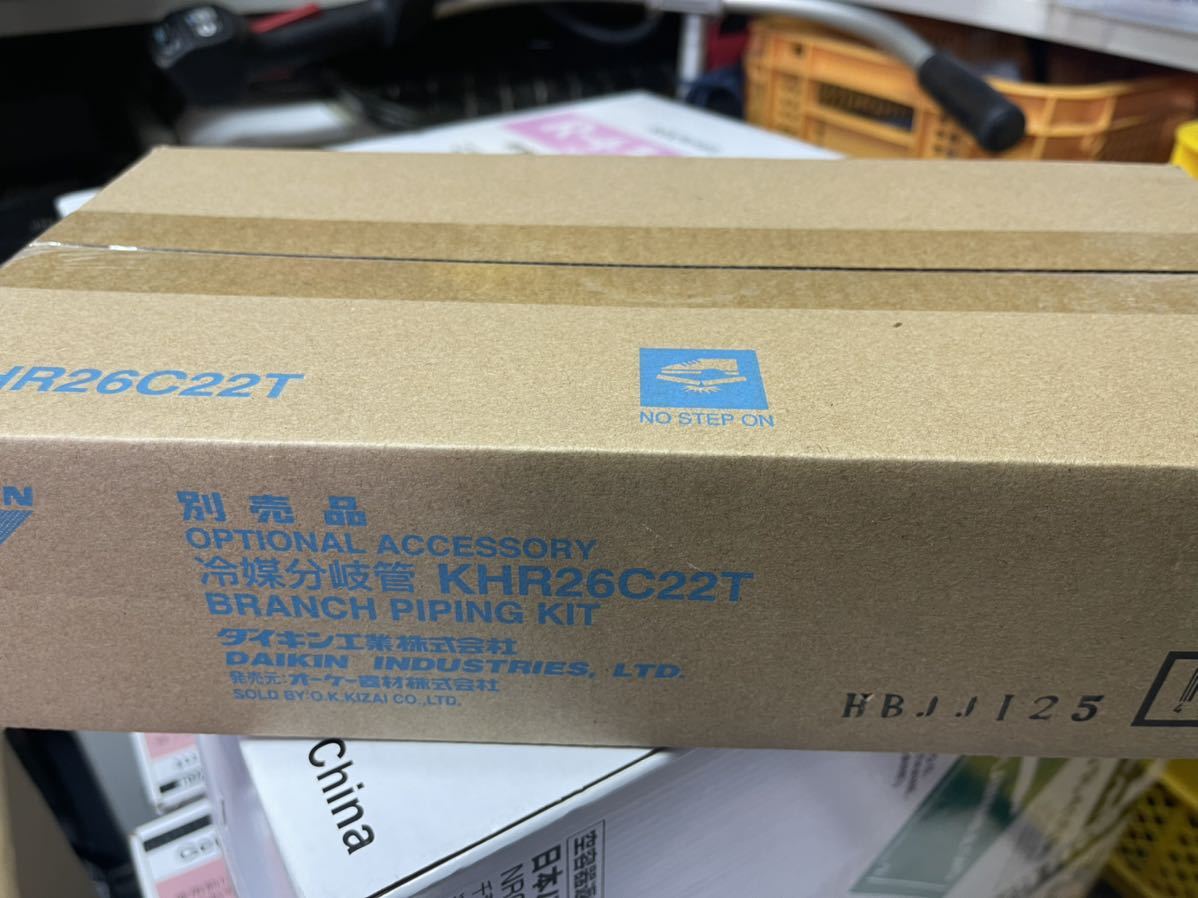 HR26C22T
NO STEP ON
別売品
OPTIONAL ACCESSORY
冷媒分岐管 KHR26C22T
BRANCH PIPING KIT
ダイキン工業株式会社
DAIKIN INDUSTRIES, LTD.
発売元:オーケー器材株式会社
SOLD BY:O.K.KIZAI CO.,LTD.
HBJJ125
China